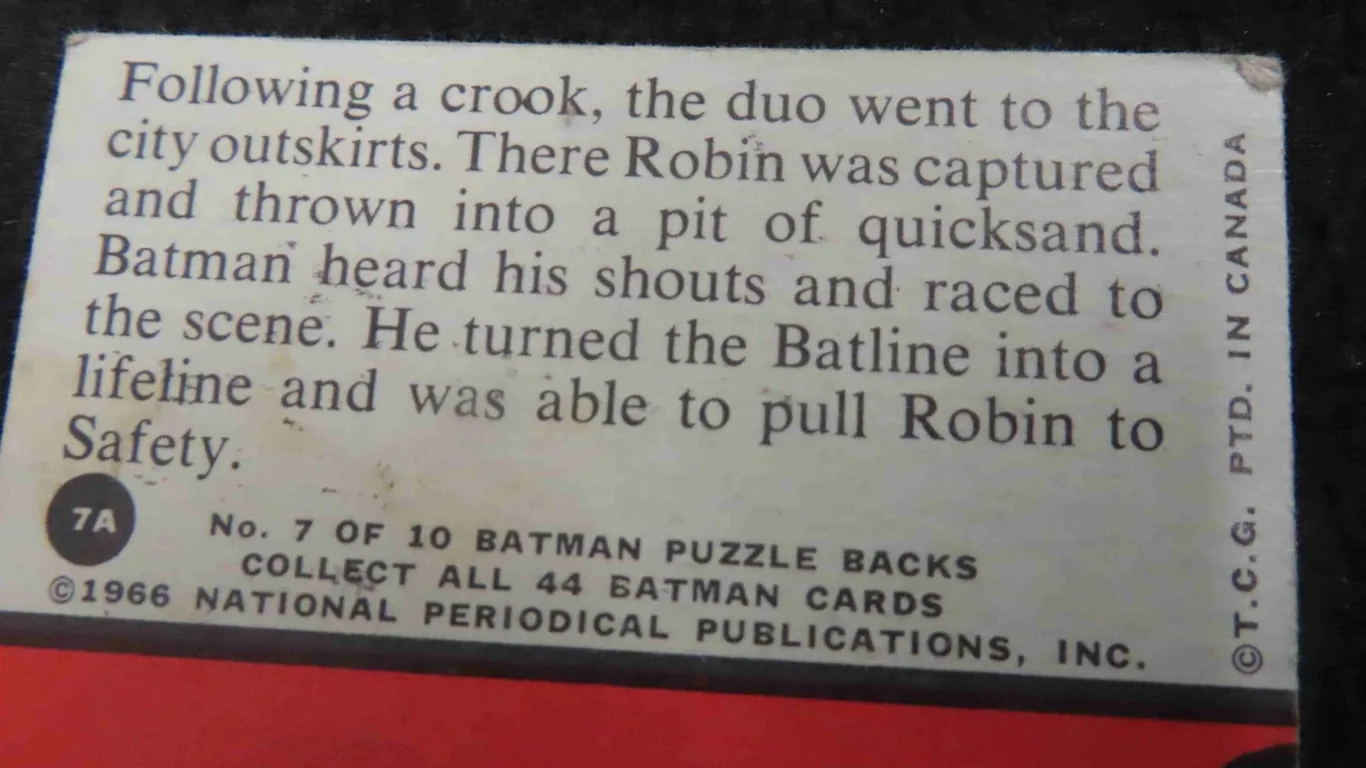 Following a crook, the duo went to the
city outskirts. There Robin was captured
and thrown into a pit of quicksand.
Batman heard his shouts and raced to
the scene. He turned the Batline into a
lifeline and was able to pull Robin to
Safety.
7A
No. 7 OF 10 BATMAN PUZZLE BACKS
COLLECT ALL 44 BATMAN CARDS
©1966 NATIONAL PERIODICAL PUBLICATIONS, INC.
©T.C.G. PTD. IN CANADA